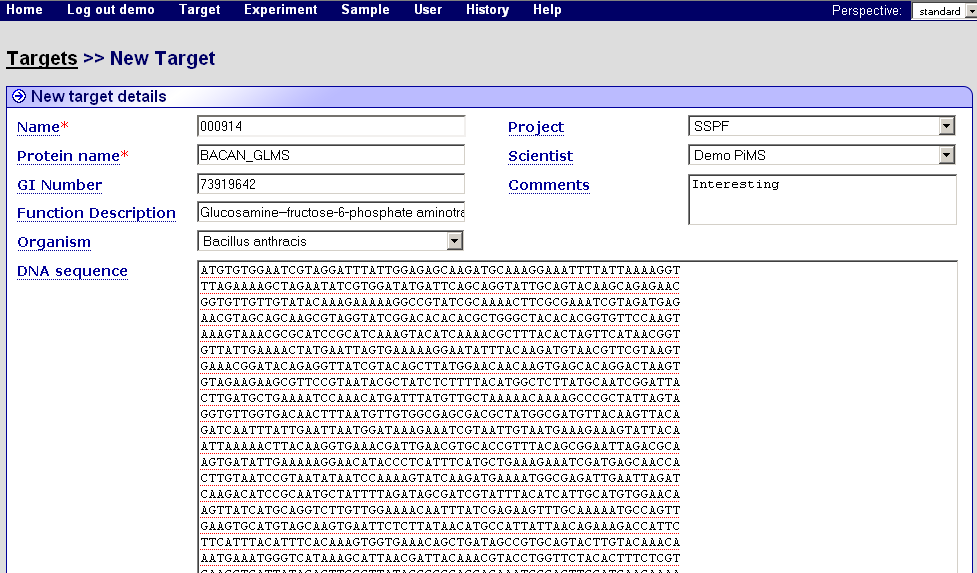 Home Log out demo Target Experiment Sample User History Help Perspective: standard
Targets >> New Target
New target details
Name* 000914 Project SSPF
Protein name* BACAN_GLMS Scientist Demo PiMS
GI Number 73919642 Comments Interesting
Function Description Glucosamine--fructose-6-phosphate aminotra
Organism Bacillus anthracis
DNA sequence ATGTGTGGAATCGTAGGATTTATTGGAGAGCAAGATGCAAAGGAAATTTTATTAAAAGGT
TTAGAAAAGCTAGAATATCGTGGATATGATTCAGCAGGTATTGCAGTACAAGCAGAGAAC
GGTGTTGTTGTATACAAAGAAAAAGGCCGTATCGCAAAACTTCGCGAAATCGTAGATGAG
AACGTAGCAGCAAGCGTAGGTATCGGACACACACGCTGGGCTACACACGGTGTTCCAAGT
AAAGTAAACGCGCATCCGCATCAAAGTACATCAAAACGCTTTACACTAGTTCATAACGGT
GTTATTGAAAACTATGAATTAGTGAAAAAGGAATATTTACAAGATGTAACGTTCGTAAGT
GAAACGGATACAGAGGTTATCGTACAGCTTATGGAACAACAAGTGAGCACAGGACTAAGT
GTAGAAGAAGCGTTCCGTAATACGCTATCTCTTTTACATGGCTCTTATGCAATCGGATTA
CTTGATGCTGAAAATCCAAACATGATTTATGTTGCTAAAAACAAAAGCCCGCTATTAGTA
GGTGTTGGTGACAACTTTAATGTTGTGGCGAGCGACGCTATGGCGATGTTACAAGTTACA
GATCAATTTATTGAATTAATGGATAAAGAAATCGTAATTGTAATGAAAGAAAGTATTACA
ATTAAAAACTTACAAGGTGAAACGATTGAACGTGCACCGTTTACAGCGGAATTAGACGCA
AGTGATATTGAAAAAGGAACATACCCTCATTTCATGCTGAAAGAAATCGATGAGCAACCA
CTTGTAATCCGTAATATAATCCAAAAGTATCAAGATGAAAATGGCGAGATTGAATTAGAT
CAAGACATCCGCAATGCTATTTTAGATAGCGATCGTATTTACATCATTGCATGTGGAACA
AGTTATCATGCAGGTCTTGTTGGAAAACAATTTATCGAGAAGTTTGCAAAAATGCCAGTT
GAAGTGCATGTAGCAAGTGAATTCTCTTATAACATGCCATTATTAACAGAAAGACCATTC
TTCATTTACATTTCACAAAGTGGTGAAACAGCTGATAGCCGTGCAGTACTTGTACAAACA
AATGAAATGGGTCATAAAGCATTAACGATTACAAACGTACCTGGTTCTACACTTTCTCGT